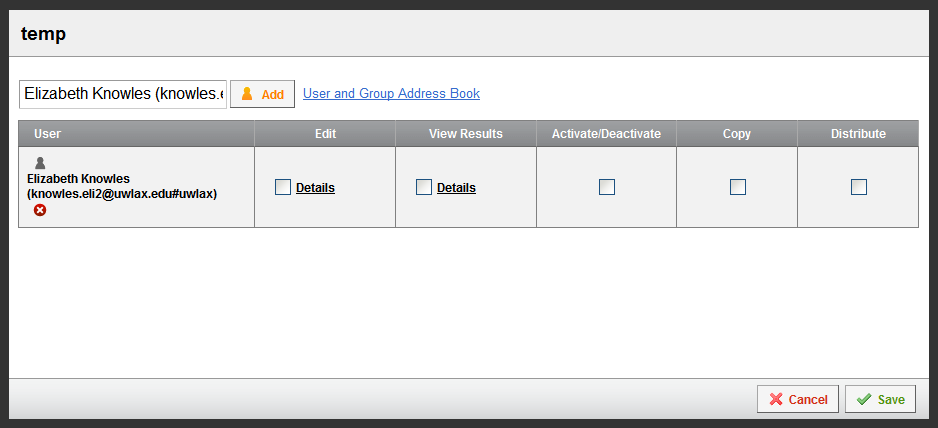 temp
Elizabeth Knowles (knowles.e
Add
User and Group Address Book
User Edit View Results Activate/Deactivate Copy Distribute
Elizabeth Knowles
(knowles.eli2@uwlax.edu#uwlax)
Details Details
Cancel Save